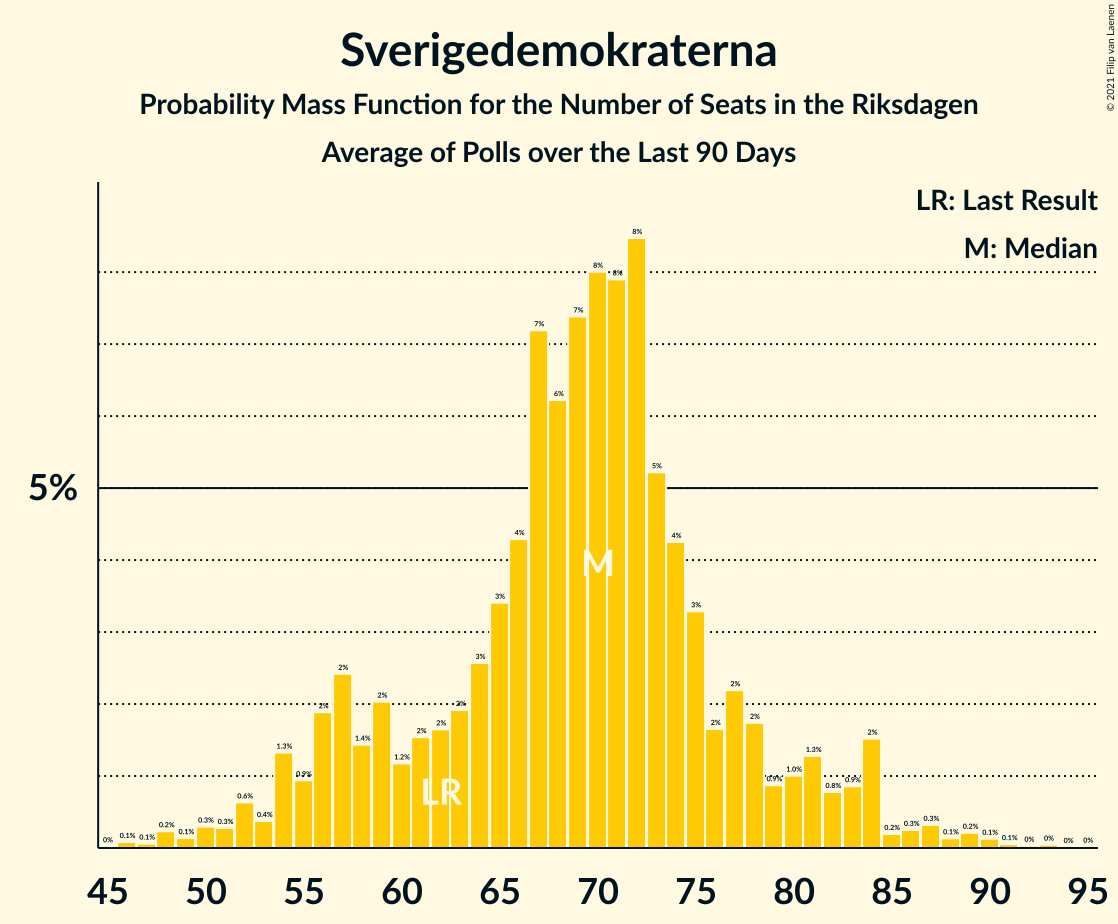 Sverigedemokraterna
Probability Mass Function for the Number of Seats in the Riksdagen
Average of Polls over the Last 90 Days
© 2021 Filip van Laenen
LR: Last Result
M: Median
5%
0% 0.1% 0.1% 0.2% 0.1% 0.3% 0.3% 0.6% 0.4% 1.3% 0.9% 2% 2% 1.4% 2% 1.2% 2% 2% 2% 3% 3% 4% 7% 6% 7% 8% 8% 8% 5% 4% 3% 2% 2% 2% 0.9% 1.0% 1.3% 0.8% 0.9% 2% 0.2% 0.3% 0.3% 0.1% 0.2% 0.1% 0.1% 0% 0% 0% 0%
M
LR
45 50 55 60 65 70 75 80 85 90 95